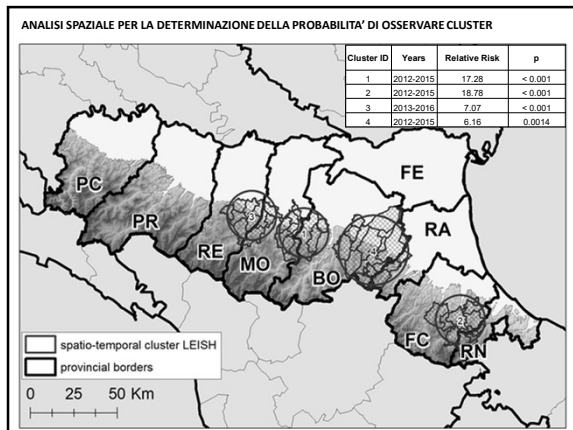 ANALISI SPAZIALE PER LA DETERMINAZIONE DELLA PROBABILITA' DI OSSERVARE CLUSTER
Cluster ID Years Relative Risk p
1 2012-2015 17.28 < 0.001
2 2012-2015 18.78 < 0.001
3 2013-2016 7.07 < 0.001
4 2012-2015 6.16 0.0014
FE
PC
PR
RE
MO
BO
RA
3
4
2
FC
RN
spatio-temporal cluster LEISH
provincial borders
0 25 50 Km